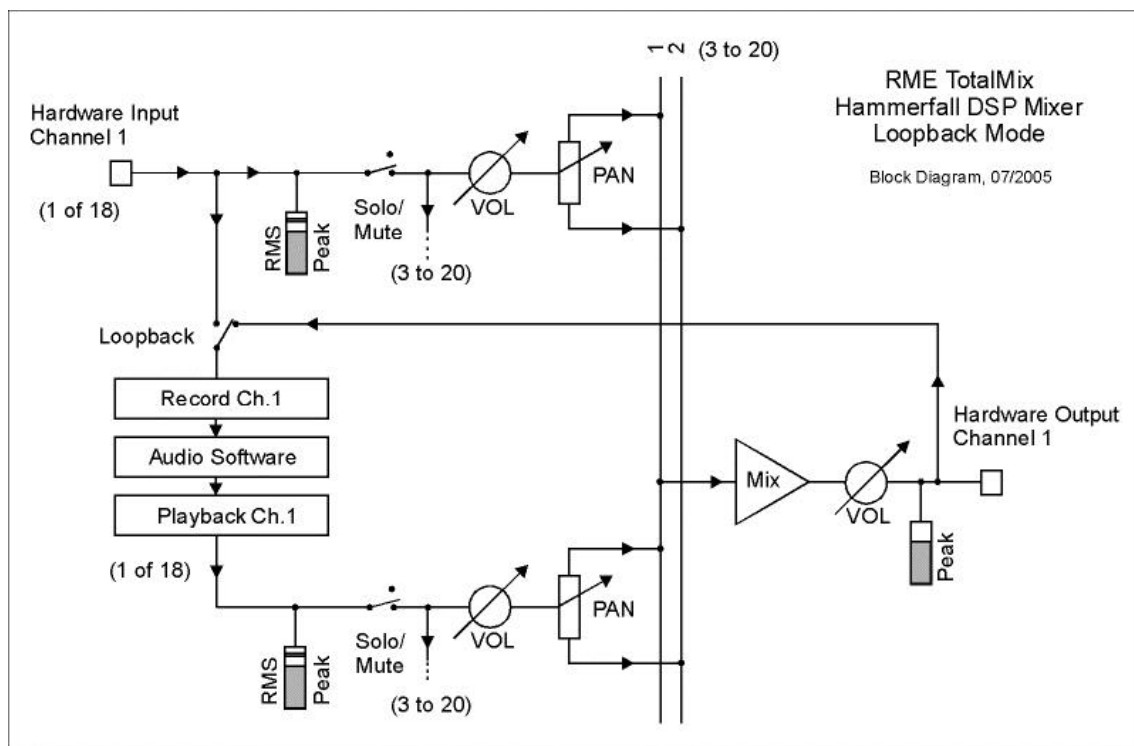 1
2
(3 to 20)
RME TotalMix
Hammerfall DSP Mixer
Loopback Mode
Block Diagram, 07/2005
Hardware Input
Channel 1
(1 of 18)
RMS
Peak
Solo/
Mute
(3 to 20)
VOL
PAN
Loopback
Record Ch.1
Audio Software
Playback Ch.1
(1 of 18)
Mix
VOL
Hardware Output
Channel 1
Peak
RMS
Peak
Solo/
Mute
(3 to 20)
VOL
PAN